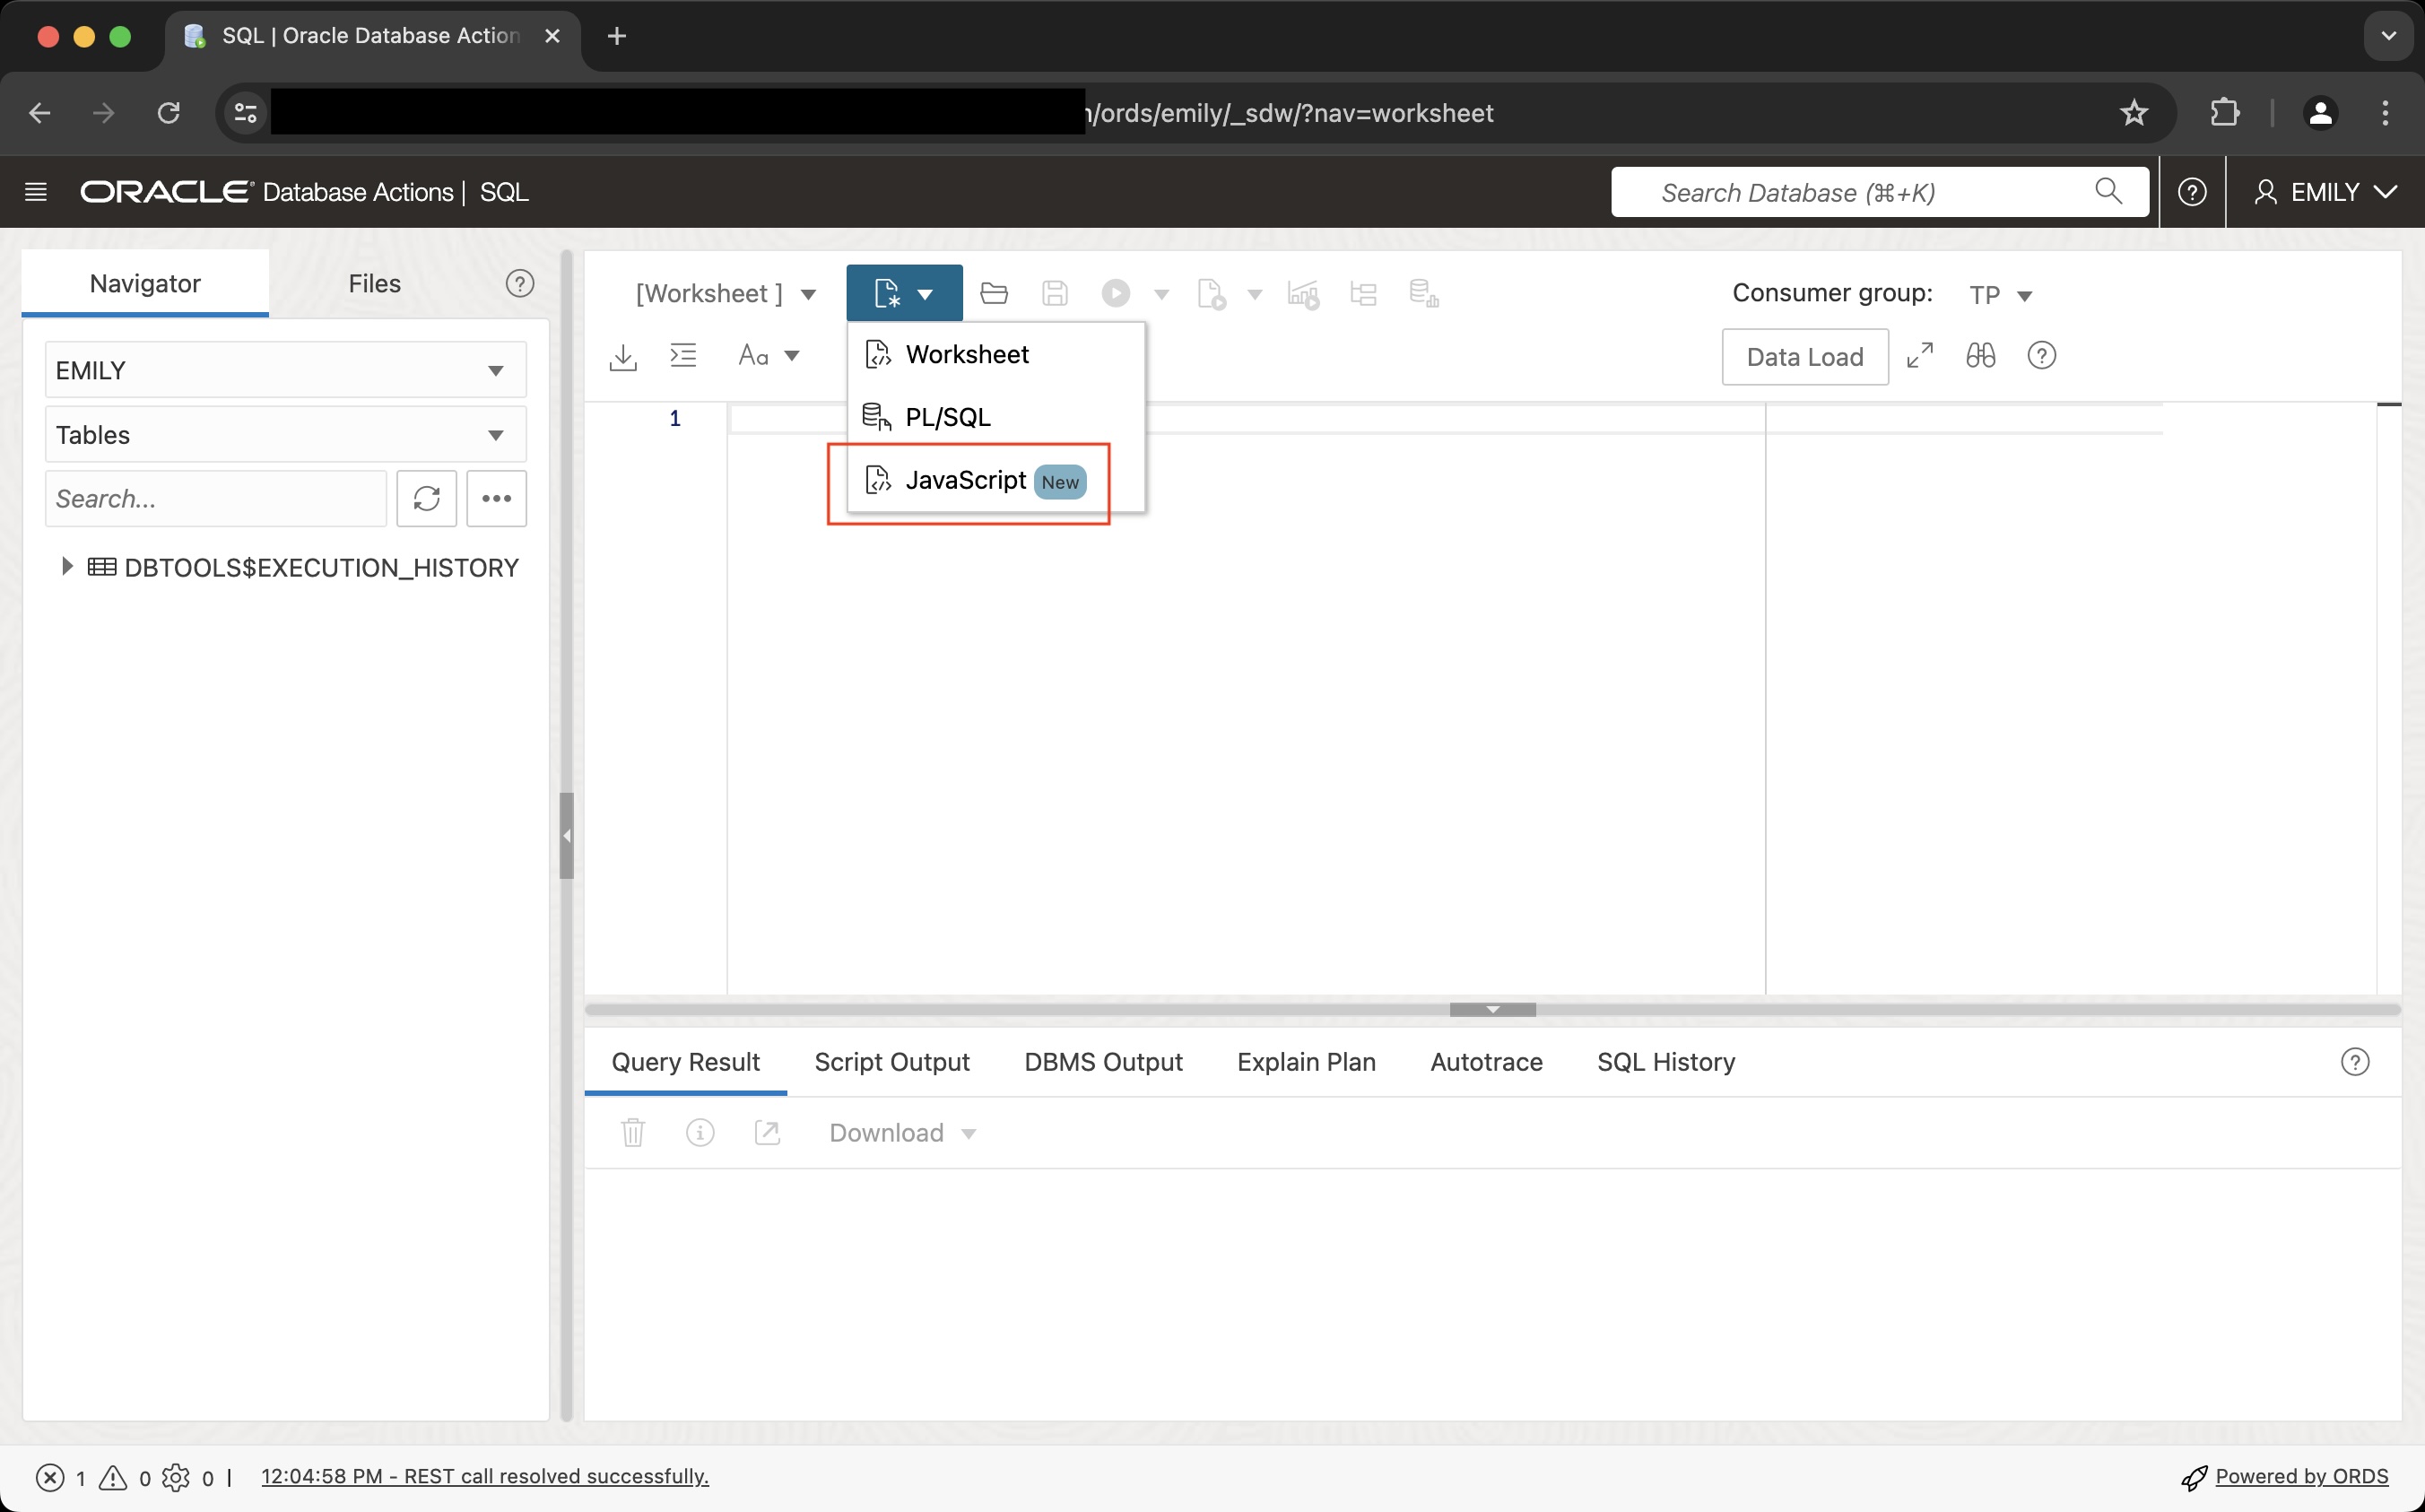 SQL | Oracle Database Action
/ords/emily/_sdw/?nav=worksheet
ORACLE Database Actions | SQL
Search Database (⌘+K)
EMILY
Navigator
Files
[Worksheet ]
Consumer group:
TP
EMILY
Worksheet
Aa
Data Load
PL/SQL
1
Tables
JavaScript New
Search...
DBTOOLS$EXECUTION_HISTORY
Query Result
Script Output
DBMS Output
Explain Plan
Autotrace
SQL History
Download
1 0 0 | 12:04:58 PM - REST call resolved successfully.
Powered by ORDS